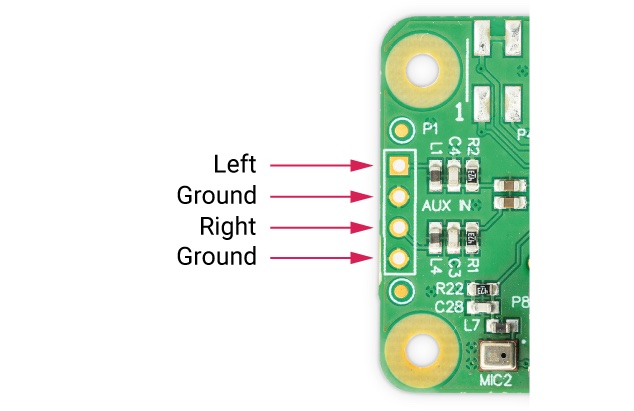 Left
Ground
Right
Ground
1
P1
L1
C4
R2
AUX IN
L4
C3
R1
R22
C28
L7
P8
MIC2